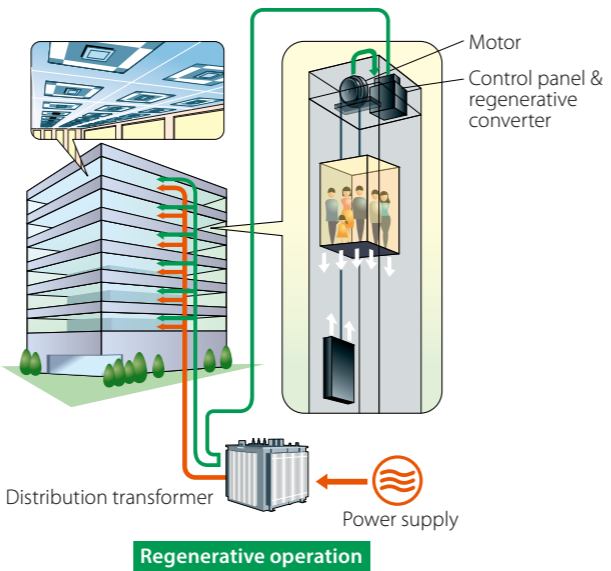 Motor
Control panel &
regenerative
converter
Distribution transformer
Power supply
Regenerative operation